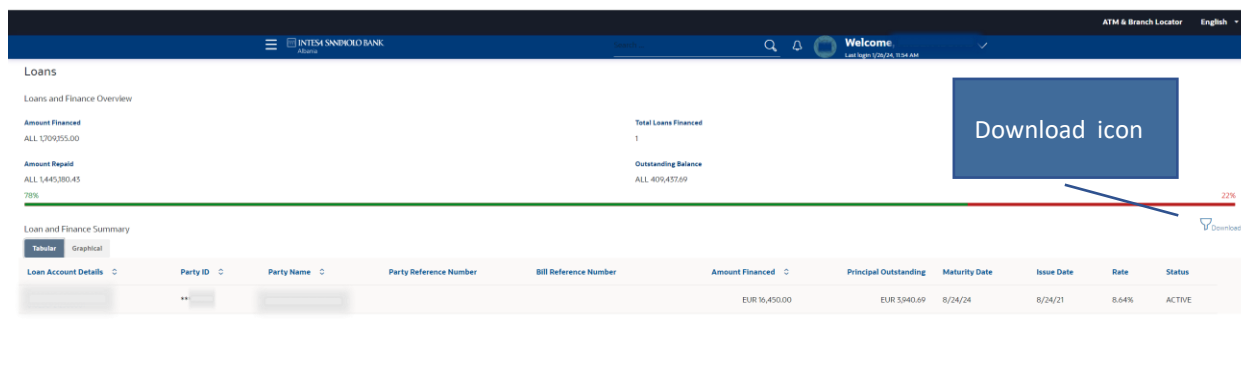 ATM & Branch Locator English
INTESA SANPAOLO BANK
Albania
Welcome,
Last login 1/26/24, 11:54 AM
Loans
Loans and Finance Overview
Amount Financed
Total Loans Financed
ALL 1,709,155.00
1
Download icon
Amount Repaid
Outstanding Balance
ALL 1,445,180.43
ALL 409,437.69
78%
22%
Loan and Finance Summary
Download
Tabular Graphical
Loan Account Details Party ID Party Name Party Reference Number Bill Reference Number Amount Financed Principal Outstanding Maturity Date Issue Date Rate Status
** EUR 16,450.00 EUR 3,940.69 8/24/24 8/24/21 8.64% ACTIVE